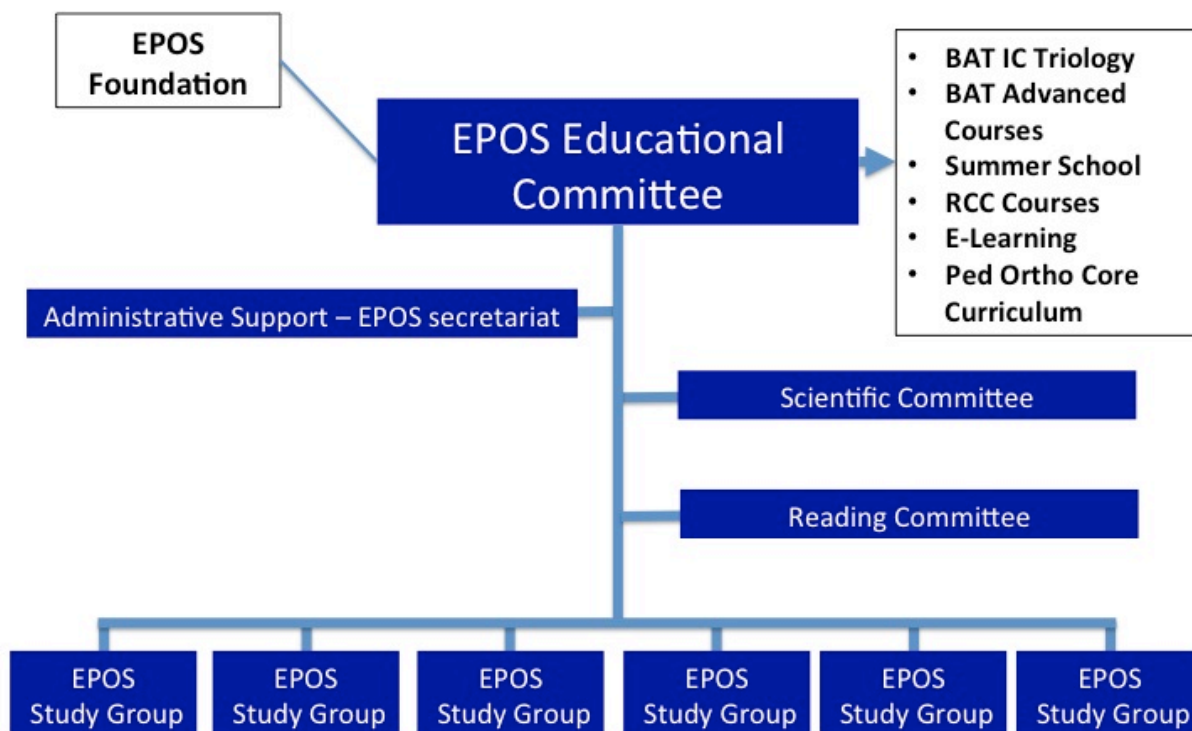 EPOS
Foundation
EPOS Educational
Committee
• BAT IC Triology
• BAT Advanced
Courses
• Summer School
• RCC Courses
• E-Learning
• Ped Ortho Core
Curriculum
Administrative Support – EPOS secretariat
Scientific Committee
Reading Committee
EPOS
Study Group
EPOS
Study Group
EPOS
Study Group
EPOS
Study Group
EPOS
Study Group
EPOS
Study Group